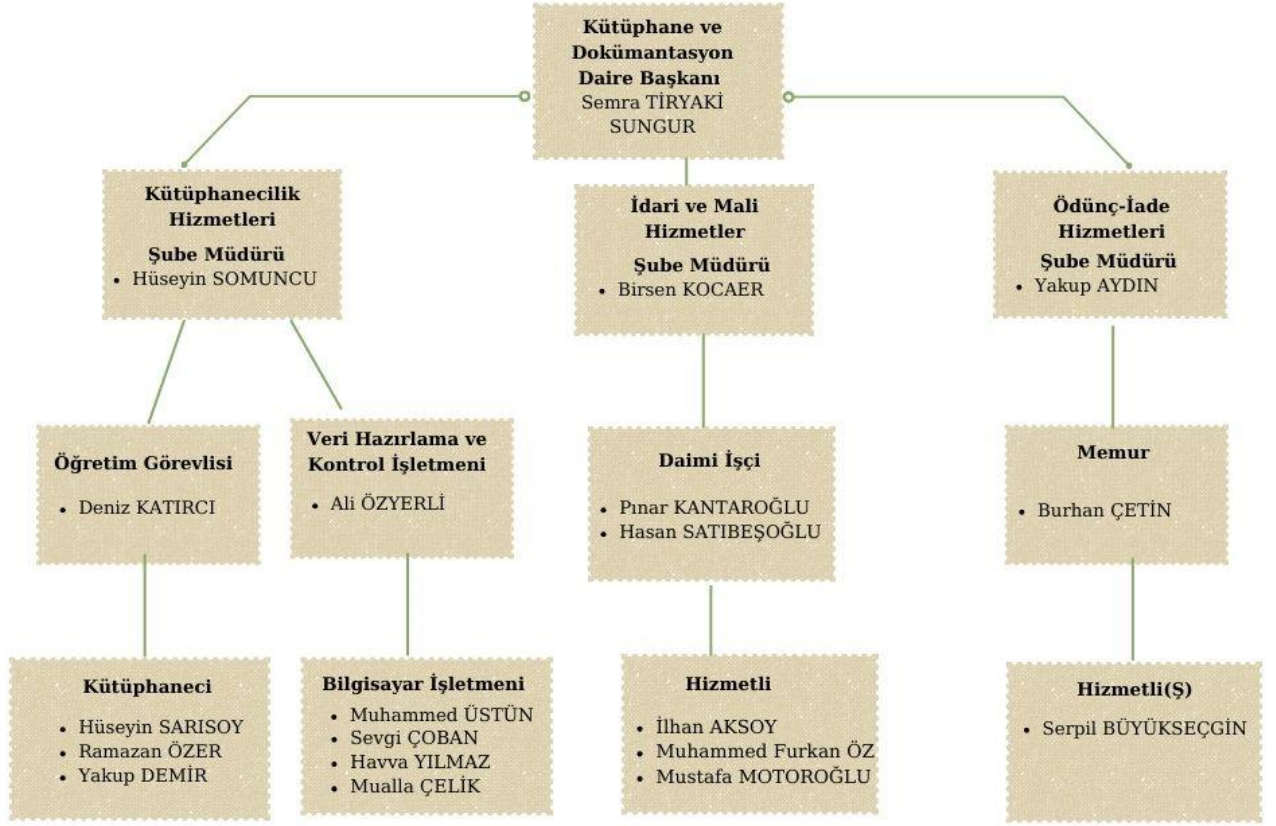 Kütüphane ve
Dokümantasyon
Daire Başkanı
Semra TİRYAKİ
SUNGUR
Kütüphanecilik
Hizmetleri
Şube Müdürü
• Hüseyin SOMUNCU
İdari ve Mali
Hizmetler
Şube Müdürü
• Birsen KOCAER
Ödünç-İade
Hizmetleri
Şube Müdürü
• Yakup AYDIN
Öğretim Görevlisi
• Deniz KATIRCI
Veri Hazırlama ve
Kontrol İşletmeni
• Ali ÖZYERLİ
Daimi İşçi
• Pınar KANTAROĞLU
• Hasan SATIBEŞOĞLU
Memur
• Burhan ÇETİN
Kütüphaneci
• Hüseyin SARISOY
• Ramazan ÖZER
• Yakup DEMİR
Bilgisayar İşletmeni
• Muhammed ÜSTÜN
• Sevgi ÇOBAN
• Havva YILMAZ
• Mualla ÇELİK
Hizmetli
• İlhan AKSOY
• Muhammed Furkan ÖZ
• Mustafa MOTOROĞLU
Hizmetli(Ş)
• Serpil BÜYÜKSEÇGİN